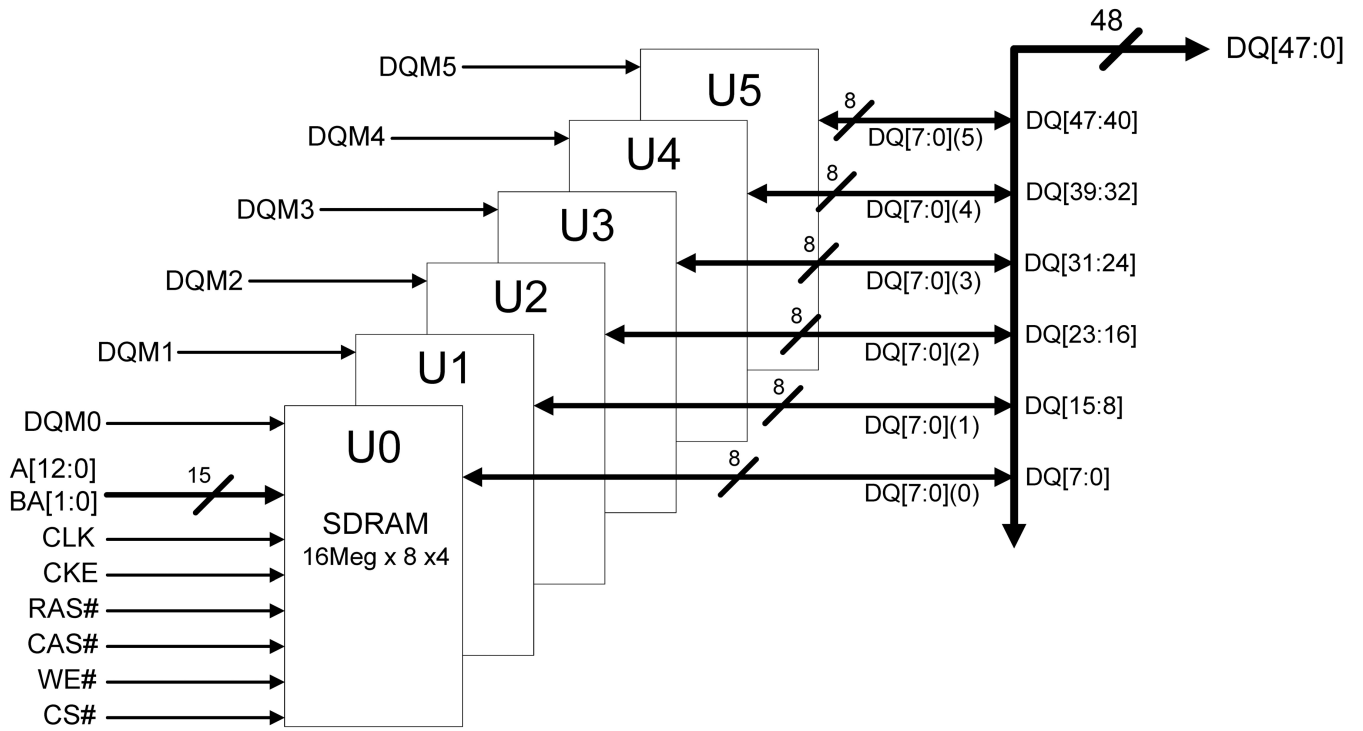 48
DQ[47:0]
DQM5
U5
8
DQ[7:0](5)
DQ[47:40]
DQM4
U4
8
DQ[7:0](4)
DQ[39:32]
DQM3
U3
8
DQ[7:0](3)
DQ[31:24]
DQM2
U2
8
DQ[7:0](2)
DQ[23:16]
DQM1
U1
8
DQ[7:0](1)
DQ[15:8]
DQM0
U0
8
DQ[7:0](0)
DQ[7:0]
A[12:0]
BA[1:0]
15
SDRAM
16Meg x 8 x4
CLK
CKE
RAS#
CAS#
WE#
CS#